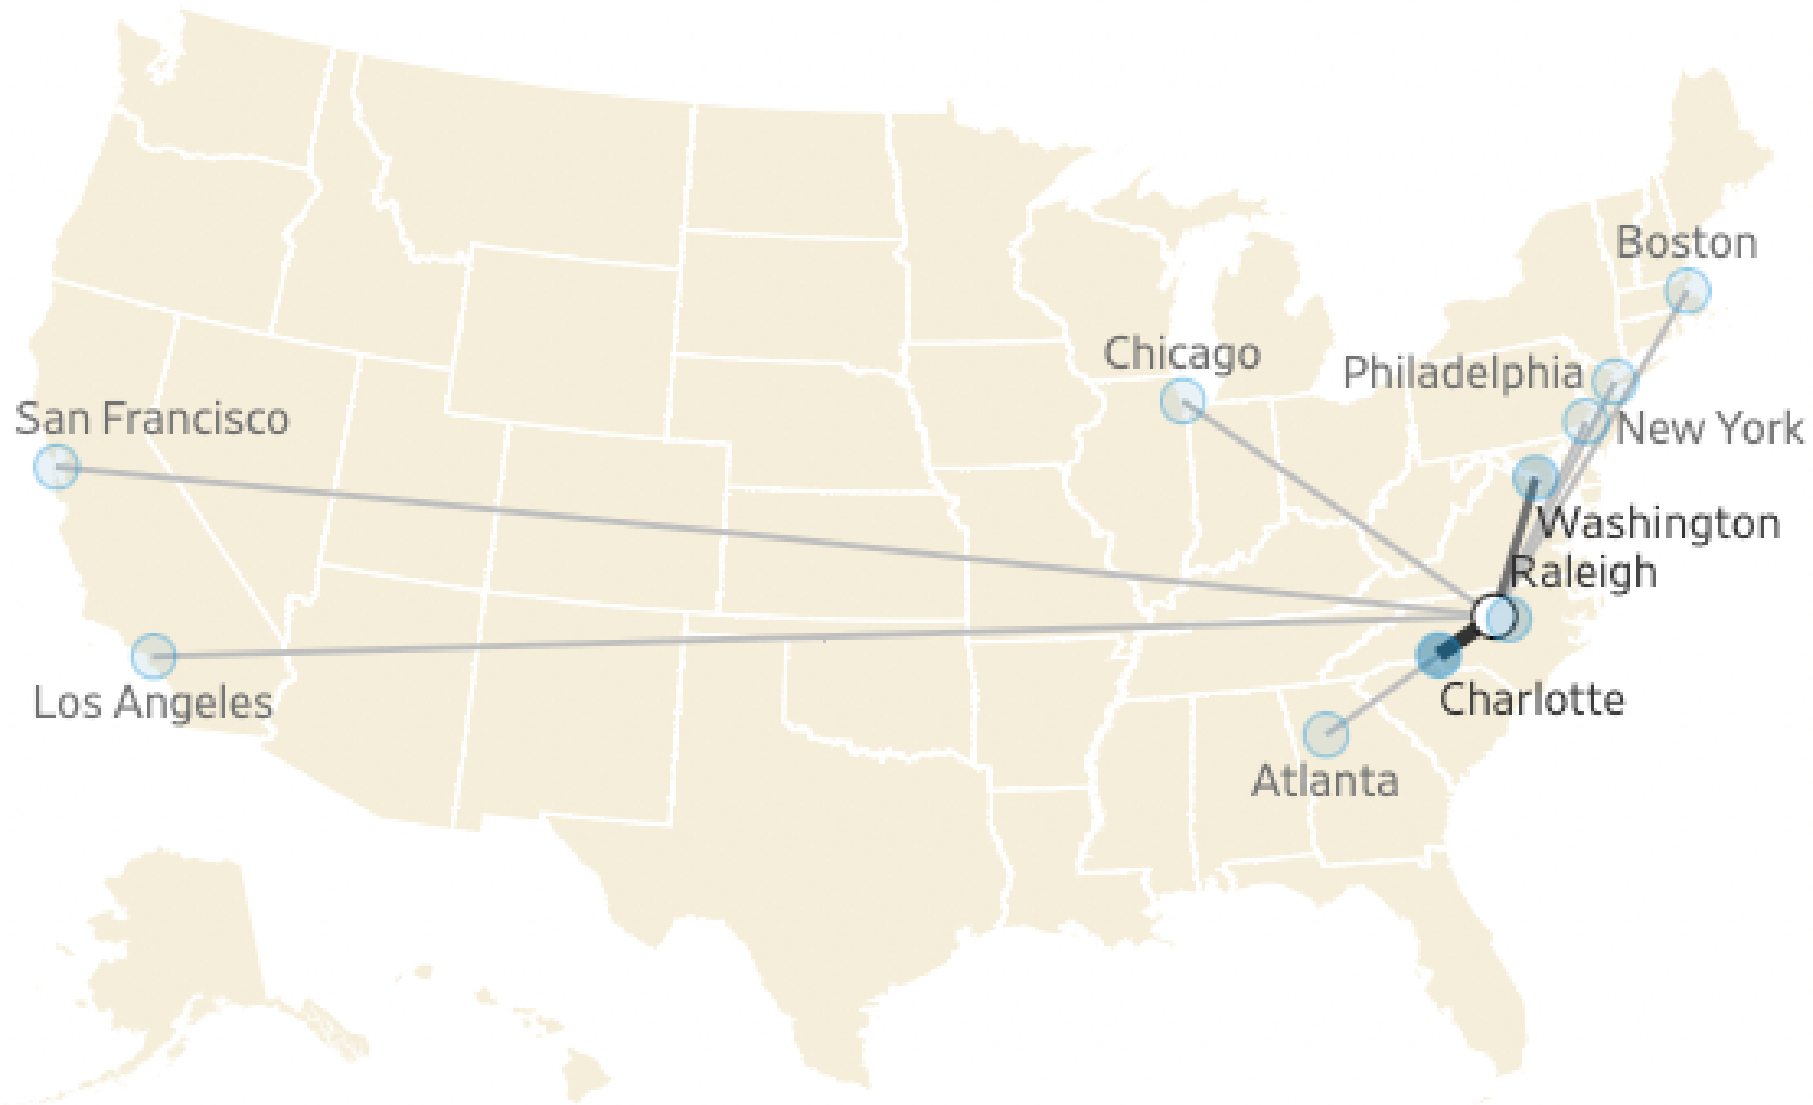 Boston
Chicago
Philadelphia
San Francisco
New York
Washington
Raleigh
Los Angeles
Charlotte
Atlanta